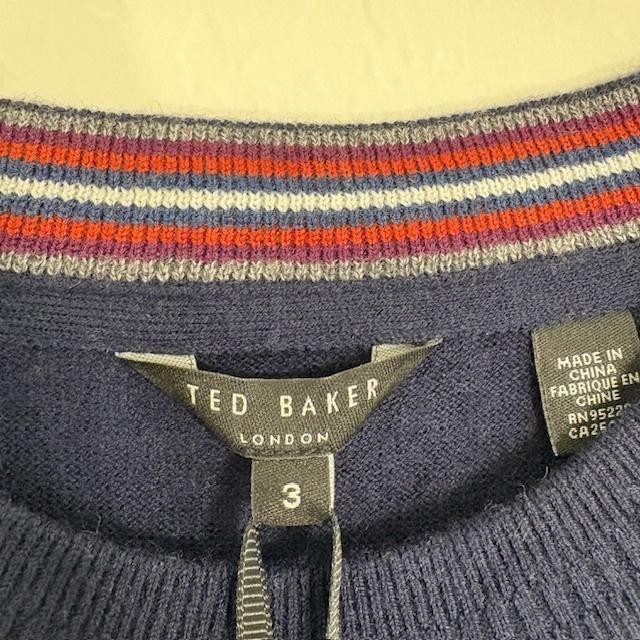 TED BAKER
LONDON
3
MADE IN
CHINA
FABRIQUE EN
CHINE